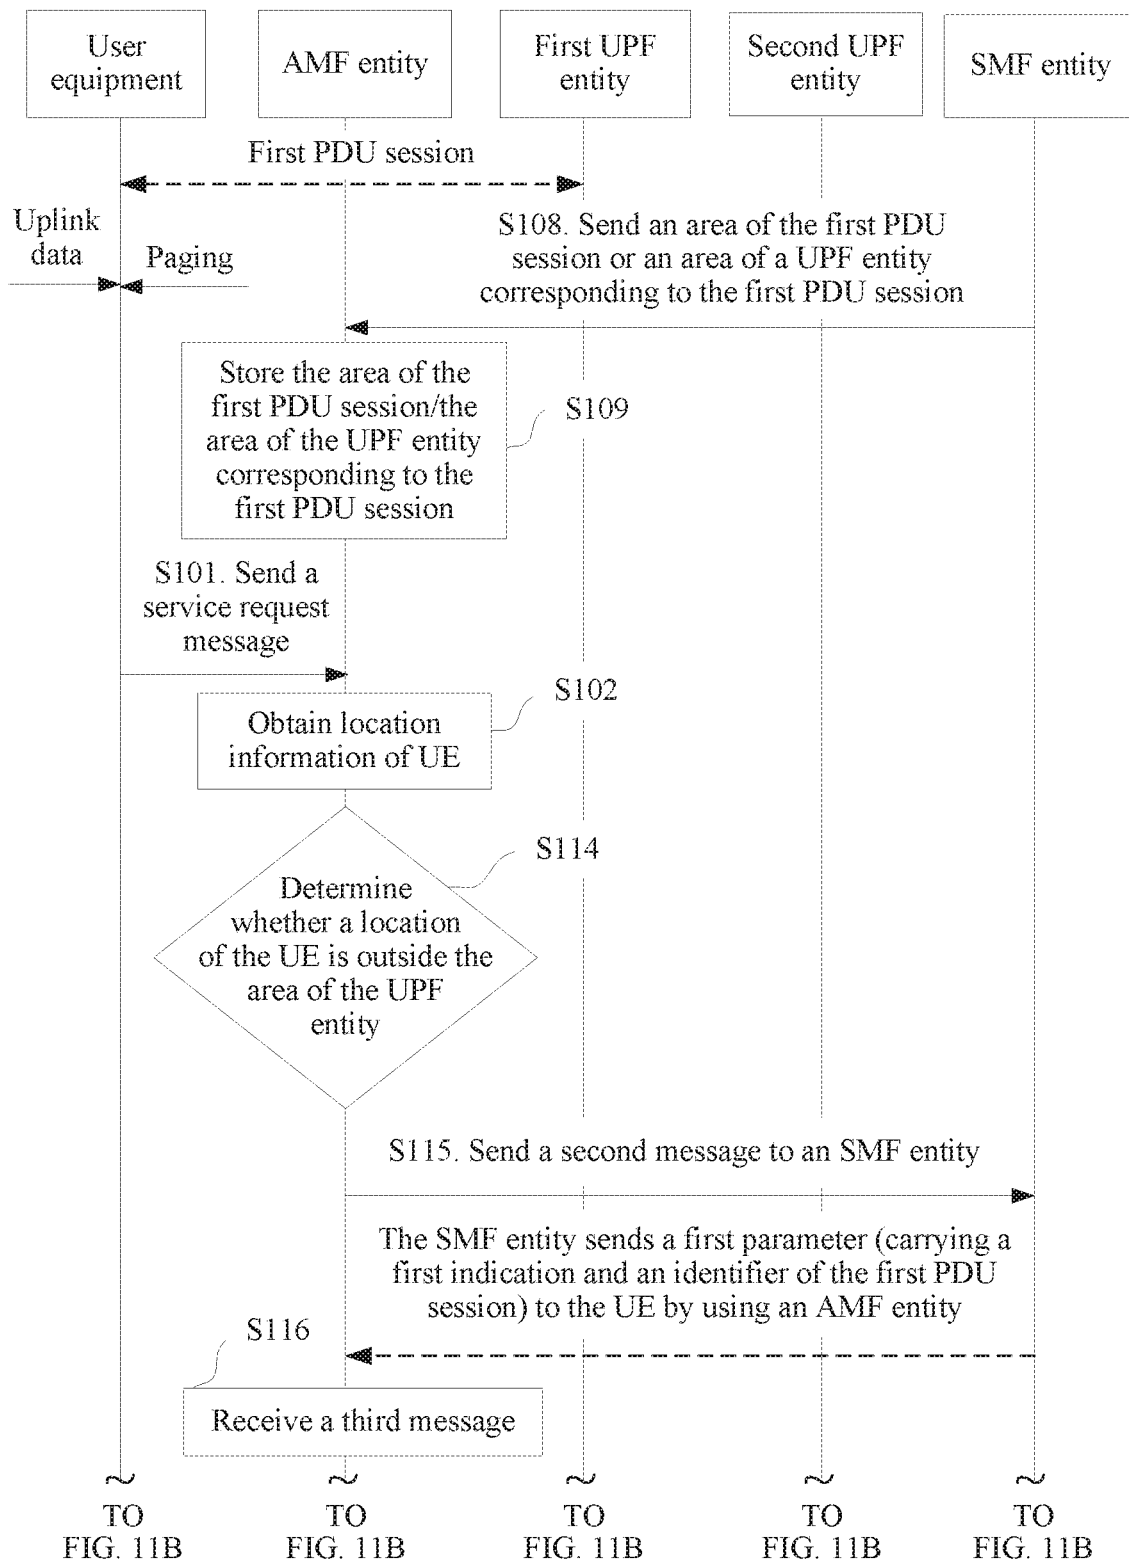 User
equipment
AMF entity
First UPF
entity
Second UPF
entity
SMF entity
First PDU session
Uplink
data
Paging
S108. Send an area of the first PDU
session or an area of a UPF entity
corresponding to the first PDU session
Store the area of the
first PDU session/the
area of the UPF entity
corresponding to the
first PDU session
S109
S101. Send a
service request
message
S102
Obtain location
information of UE
S114
Determine
whether a location
of the UE is outside the
area of the UPF
entity
S115. Send a second message to an SMF entity
The SMF entity sends a first parameter (carrying a
first indication and an identifier of the first PDU
session) to the UE by using an AMF entity
S116
Receive a third message
TO
FIG. 11B
TO
FIG. 11B
TO
FIG. 11B
TO
FIG. 11B
TO
FIG. 11B